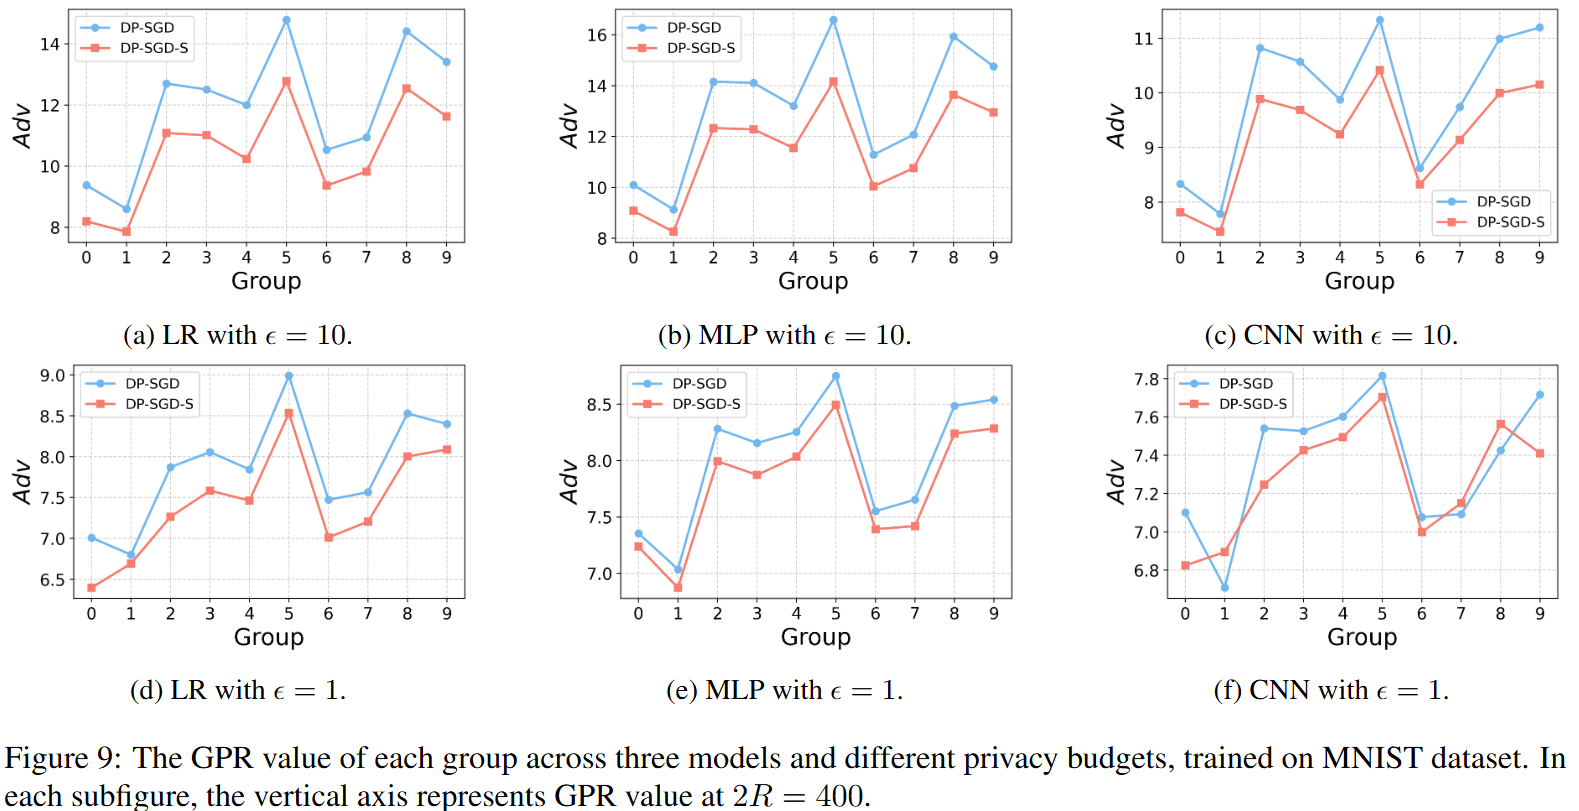 DP-SGD
DP-SGD-S
14
12
10
8
Adv
0 1 2 3 4 5 6 7 8 9
Group
(a) LR with ϵ = 10.
DP-SGD
DP-SGD-S
16
14
12
10
8
Adv
0 1 2 3 4 5 6 7 8 9
Group
(b) MLP with ϵ = 10.
11
10
9
8
Adv
DP-SGD
DP-SGD-S
0 1 2 3 4 5 6 7 8 9
Group
(c) CNN with ϵ = 10.
DP-SGD
DP-SGD-S
9.0
8.5
8.0
7.5
7.0
6.5
Adv
0 1 2 3 4 5 6 7 8 9
Group
(d) LR with ϵ = 1.
DP-SGD
DP-SGD-S
8.5
8.0
7.5
7.0
Adv
0 1 2 3 4 5 6 7 8 9
Group
(e) MLP with ϵ = 1.
DP-SGD
DP-SGD-S
7.8
7.6
7.4
7.2
7.0
6.8
Adv
0 1 2 3 4 5 6 7 8 9
Group
(f) CNN with ϵ = 1.
Figure 9: The GPR value of each group across three models and different privacy budgets, trained on MNIST dataset. In
each subfigure, the vertical axis represents GPR value at 2R = 400.